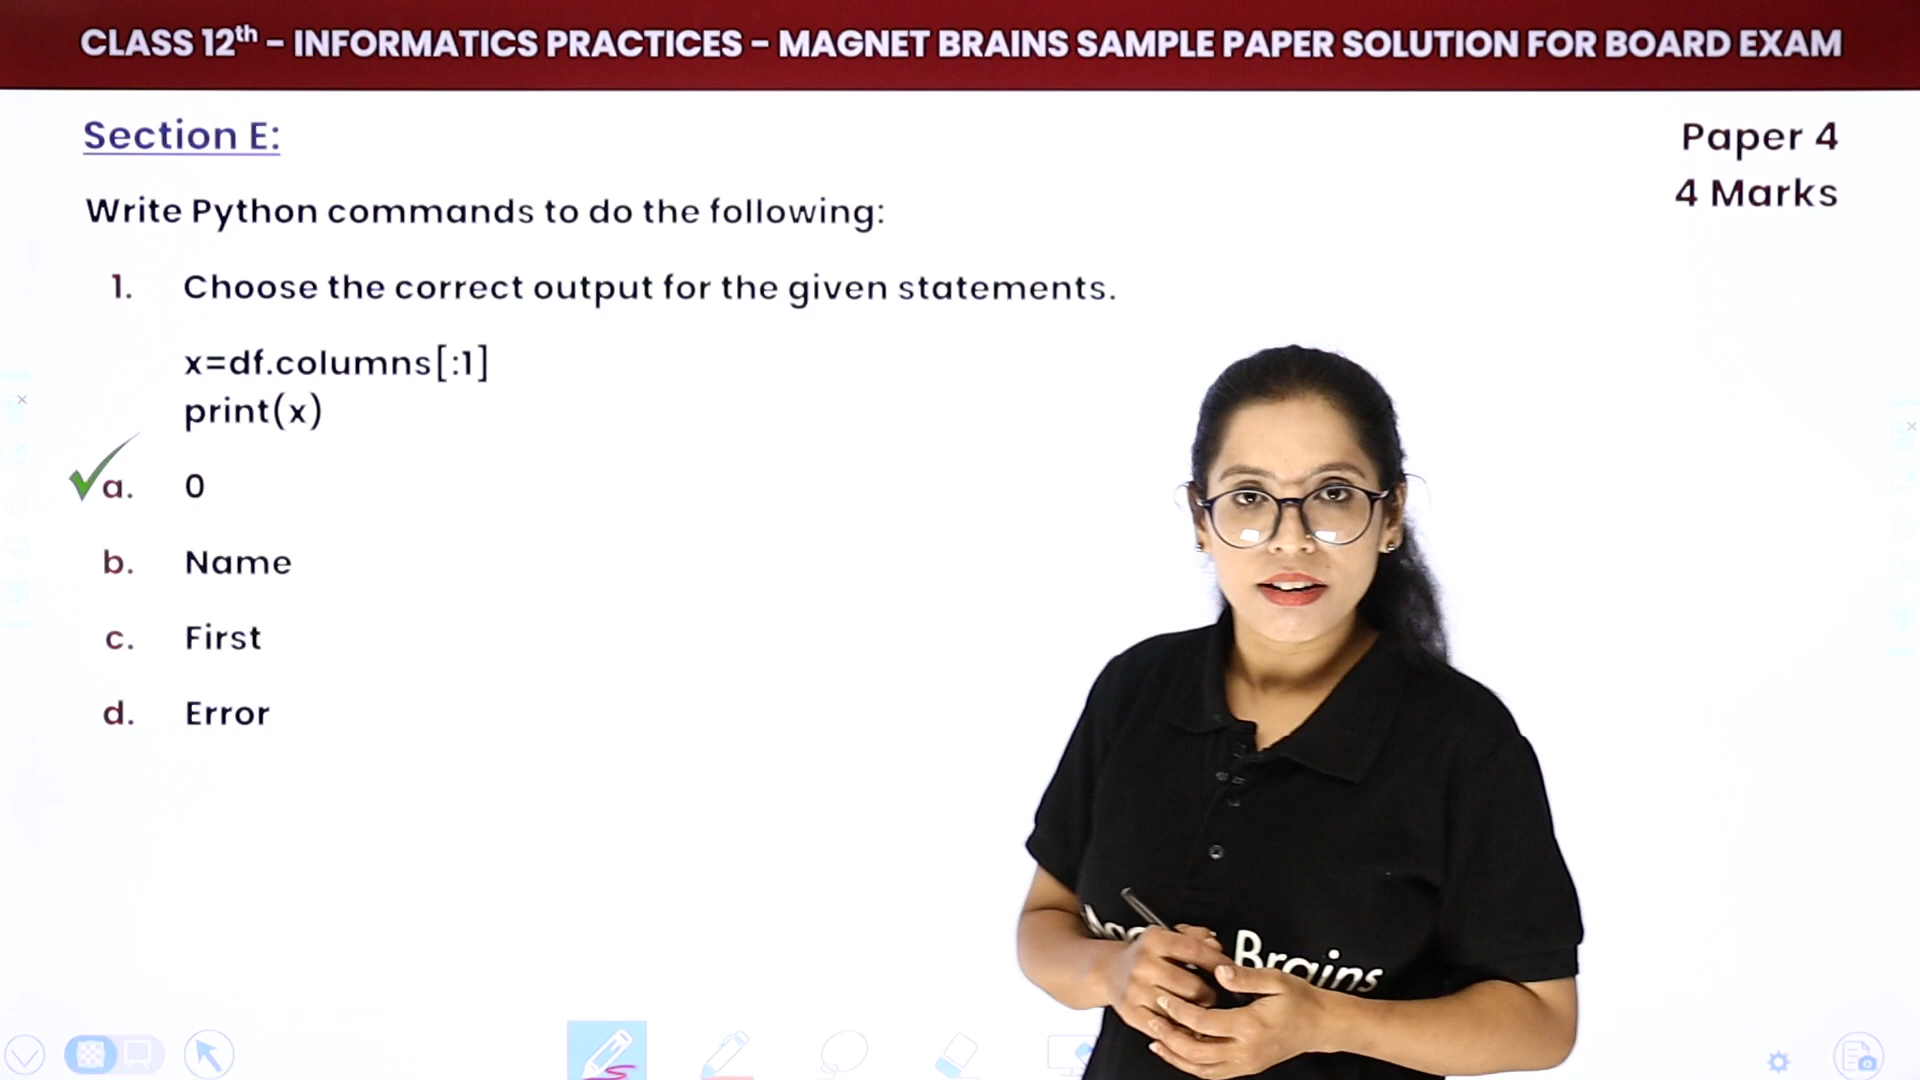 CLASS 12th – INFORMATICS PRACTICES – MAGNET BRAINS SAMPLE PAPER SOLUTION FOR BOARD EXAM
Section E:
Paper 4
4 Marks
Write Python commands to do the following:
1. Choose the correct output for the given statements.
x=df.columns[:1]
print(x)
a. 0
b. Name
c. First
d. Error
Brains